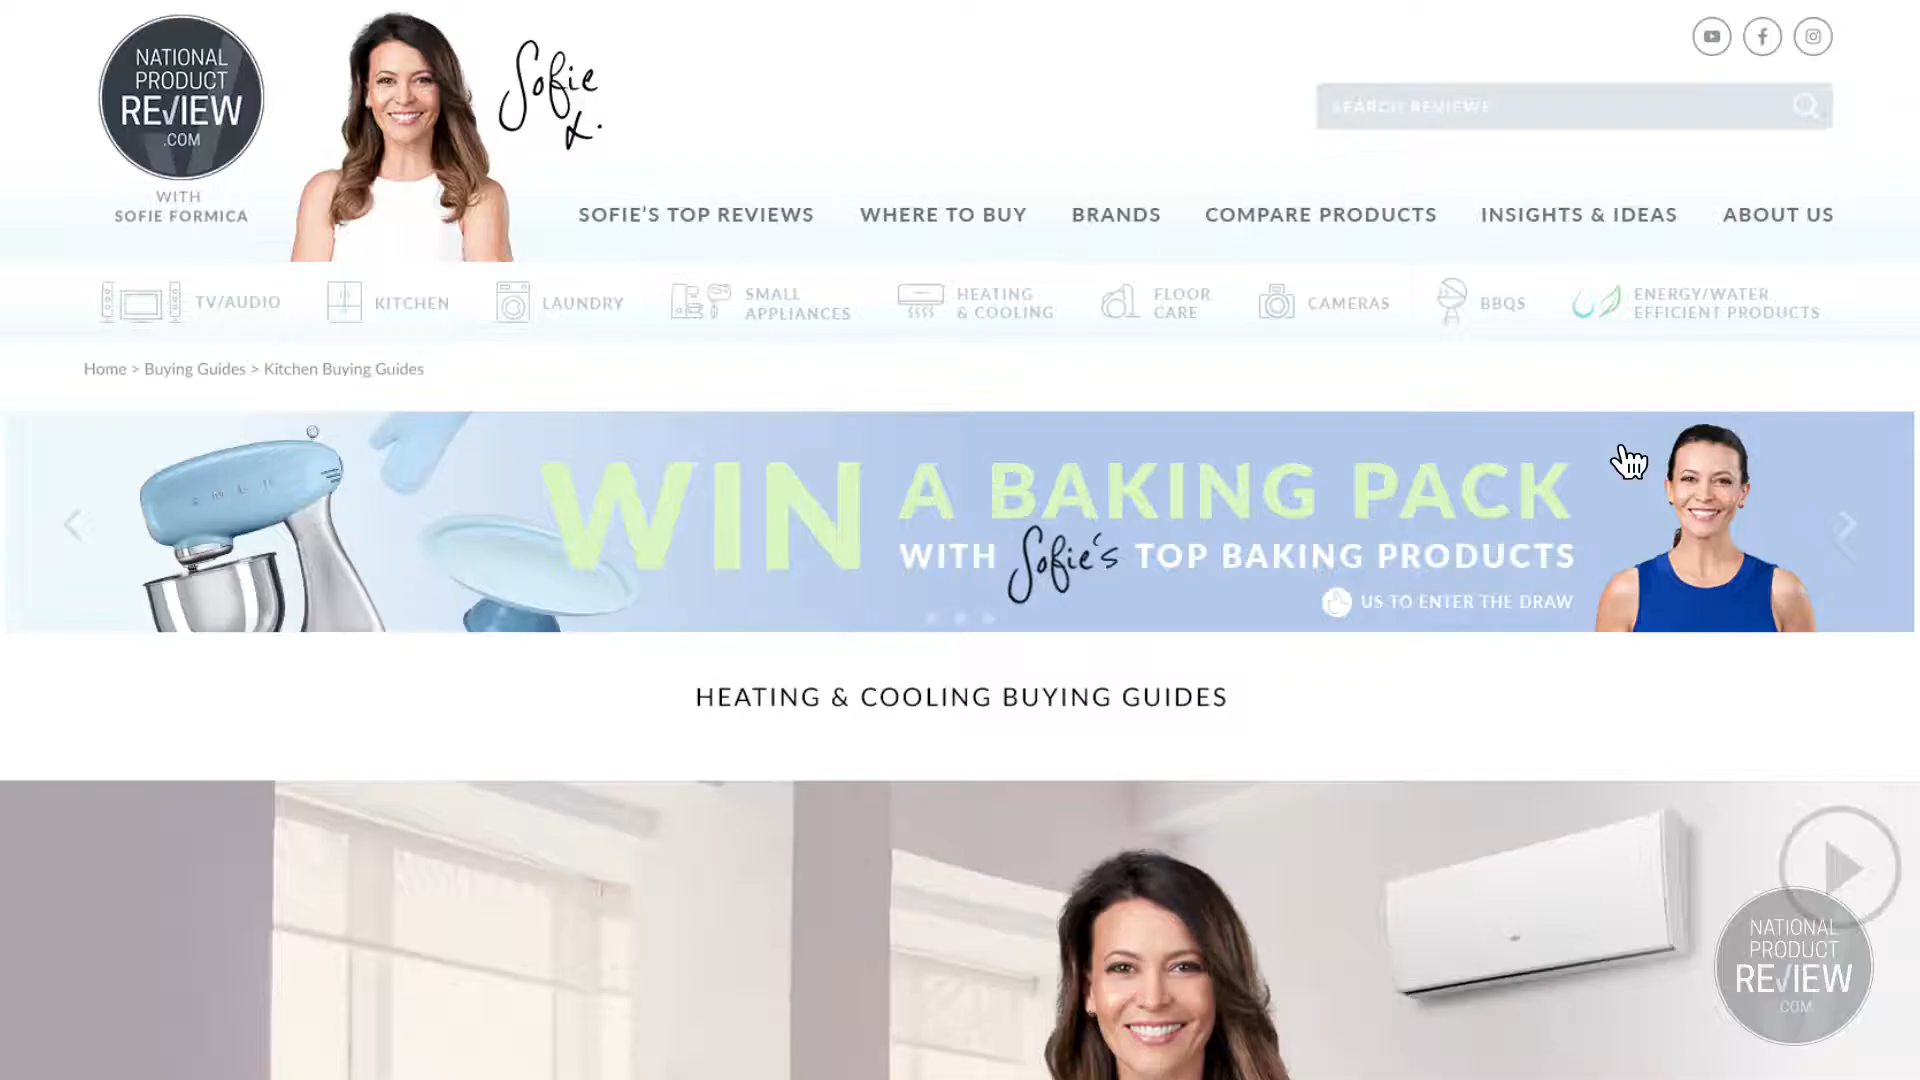 NATIONAL
PRODUCT
REVIEW
.COM
WITH
SOFIE FORMICA
Sofie
x.
SEARCH REVIEWS
SOFIE'S TOP REVIEWS
WHERE TO BUY
BRANDS
COMPARE PRODUCTS
INSIGHTS & IDEAS
ABOUT US
TV/AUDIO
KITCHEN
LAUNDRY
SMALL
APPLIANCES
HEATING
& COOLING
FLOOR
CARE
CAMERAS
BBQS
ENERGY/WATER
EFFICIENT PRODUCTS
Home > Buying Guides > Kitchen Buying Guides
WIN A BAKING PACK
WITH Sofie's TOP BAKING PRODUCTS
US TO ENTER THE DRAW
HEATING & COOLING BUYING GUIDES
NATIONAL
PRODUCT
REVIEW
.COM